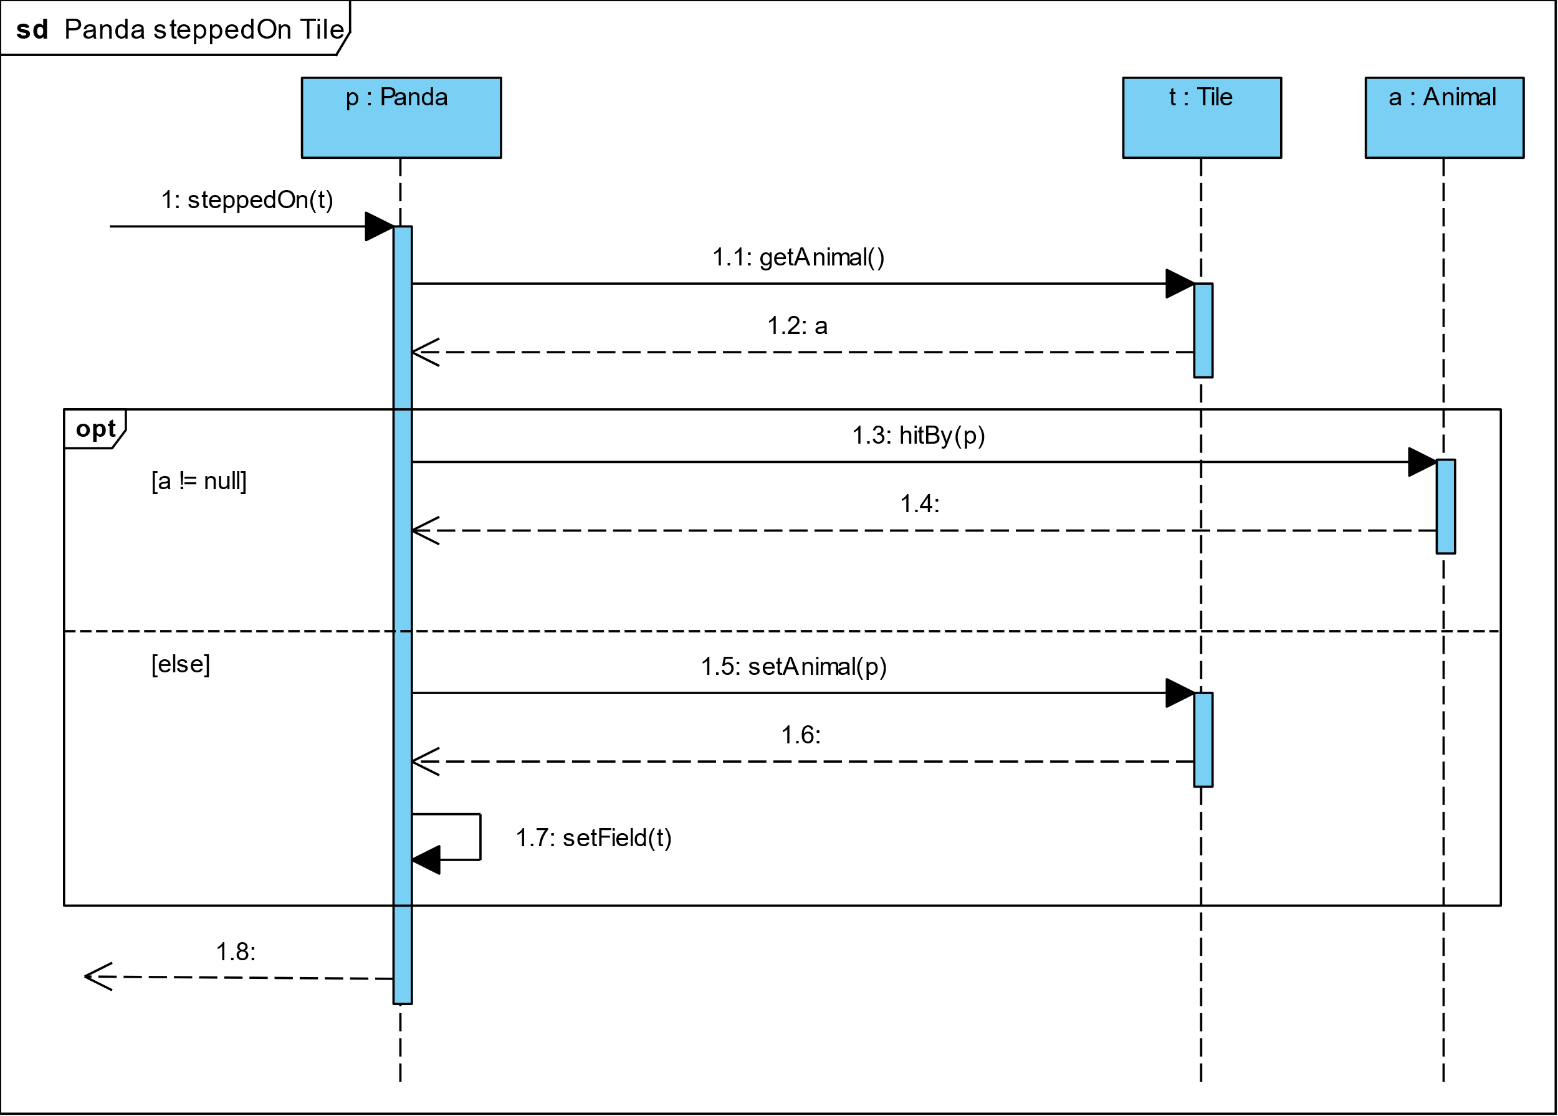 sd Panda steppedOn Tile
p : Panda
t : Tile
a : Animal
1: steppedOn(t)
1.1: getAnimal()
1.2: a
opt
1.3: hitBy(p)
[a != null]
1.4:
[else]
1.5: setAnimal(p)
1.6:
1.7: setField(t)
1.8: